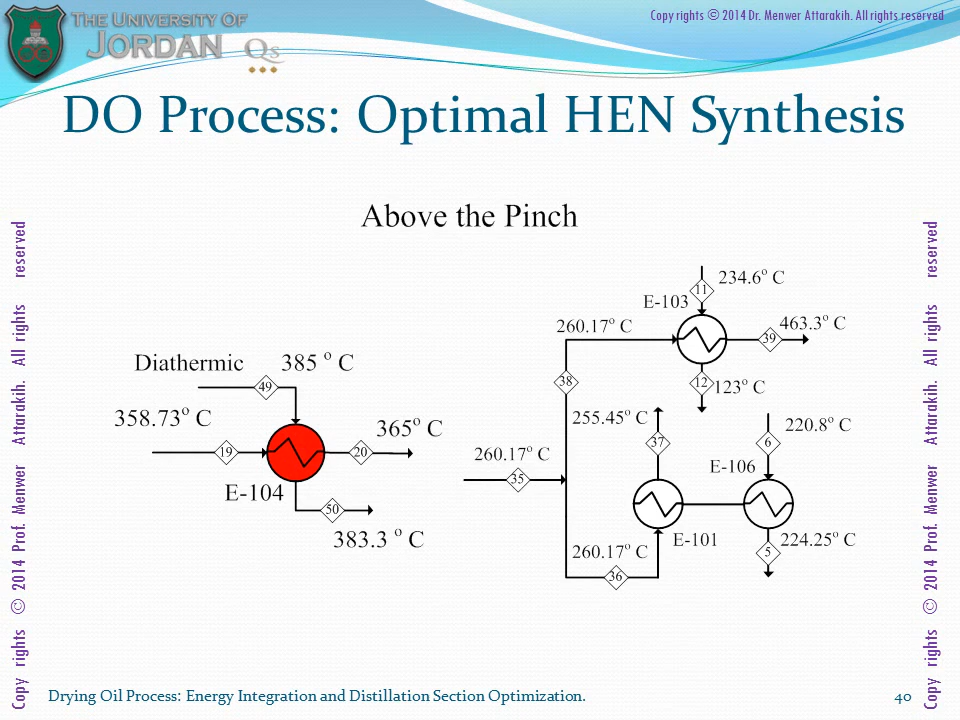 THE UNIVERSITY OF
JORDAN QS
Copy rights © 2014 Dr. Menwer Attarakih. All rights reserved
DO Process: Optimal HEN Synthesis
Above the Pinch
11
234.6° C
E-103
260.17° C
463.3° C
39
38
12
123° C
Diathermic 385 ° C
49
358.73° C
19
365° C
20
E-104
50
383.3 ° C
255.45° C
37
220.8° C
6
260.17° C
35
E-106
E-101
224.25° C
5
260.17° C
36
Copy rights © 2014 Prof. Menwer Attarakih. All rights reserved
Copy rights © 2014 Prof. Menwer Attarakih. All rights reserved
Drying Oil Process: Energy Integration and Distillation Section Optimization.
40